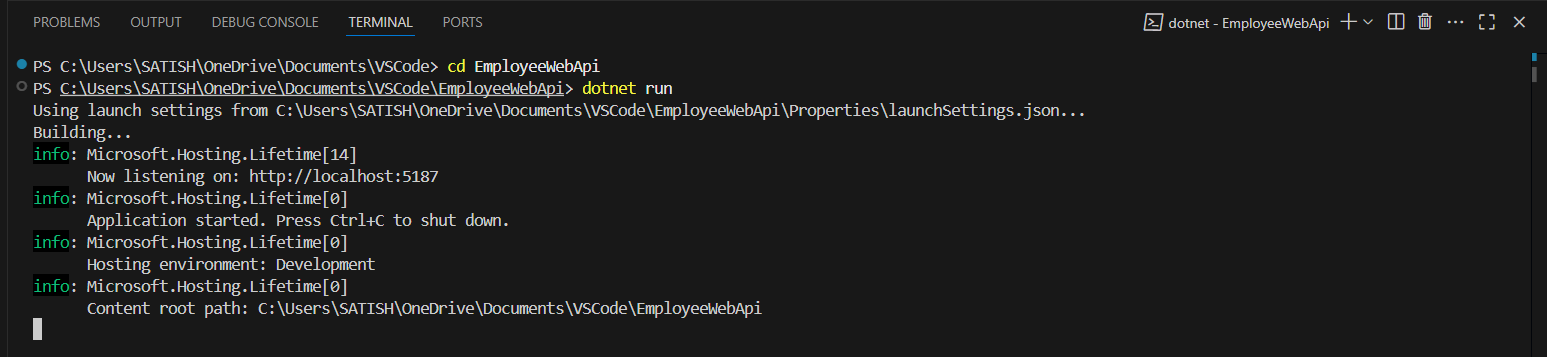 PROBLEMS OUTPUT DEBUG CONSOLE TERMINAL PORTS dotnet - EmployeeWebApi
PS C:\Users\SATISH\OneDrive\Documents\VSCode> cd EmployeeWebApi
PS C:\Users\SATISH\OneDrive\Documents\VSCode\EmployeeWebApi> dotnet run
Using launch settings from C:\Users\SATISH\OneDrive\Documents\VSCode\EmployeeWebApi\Properties\launchSettings.json...
Building...
info: Microsoft.Hosting.Lifetime[14]
Now listening on: http://localhost:5187
info: Microsoft.Hosting.Lifetime[0]
Application started. Press Ctrl+C to shut down.
info: Microsoft.Hosting.Lifetime[0]
Hosting environment: Development
info: Microsoft.Hosting.Lifetime[0]
Content root path: C:\Users\SATISH\OneDrive\Documents\VSCode\EmployeeWebApi